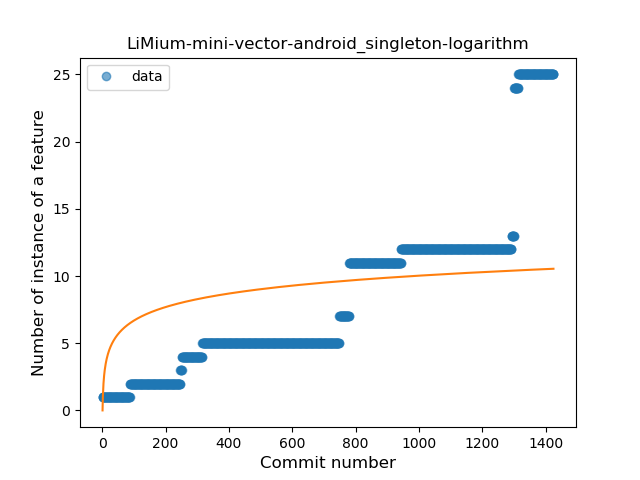 LiMium-mini-vector-android_singleton-logarithm
data
Number of instance of a feature
25
20
15
10
5
0
0 200 400 600 800 1000 1200 1400
Commit number